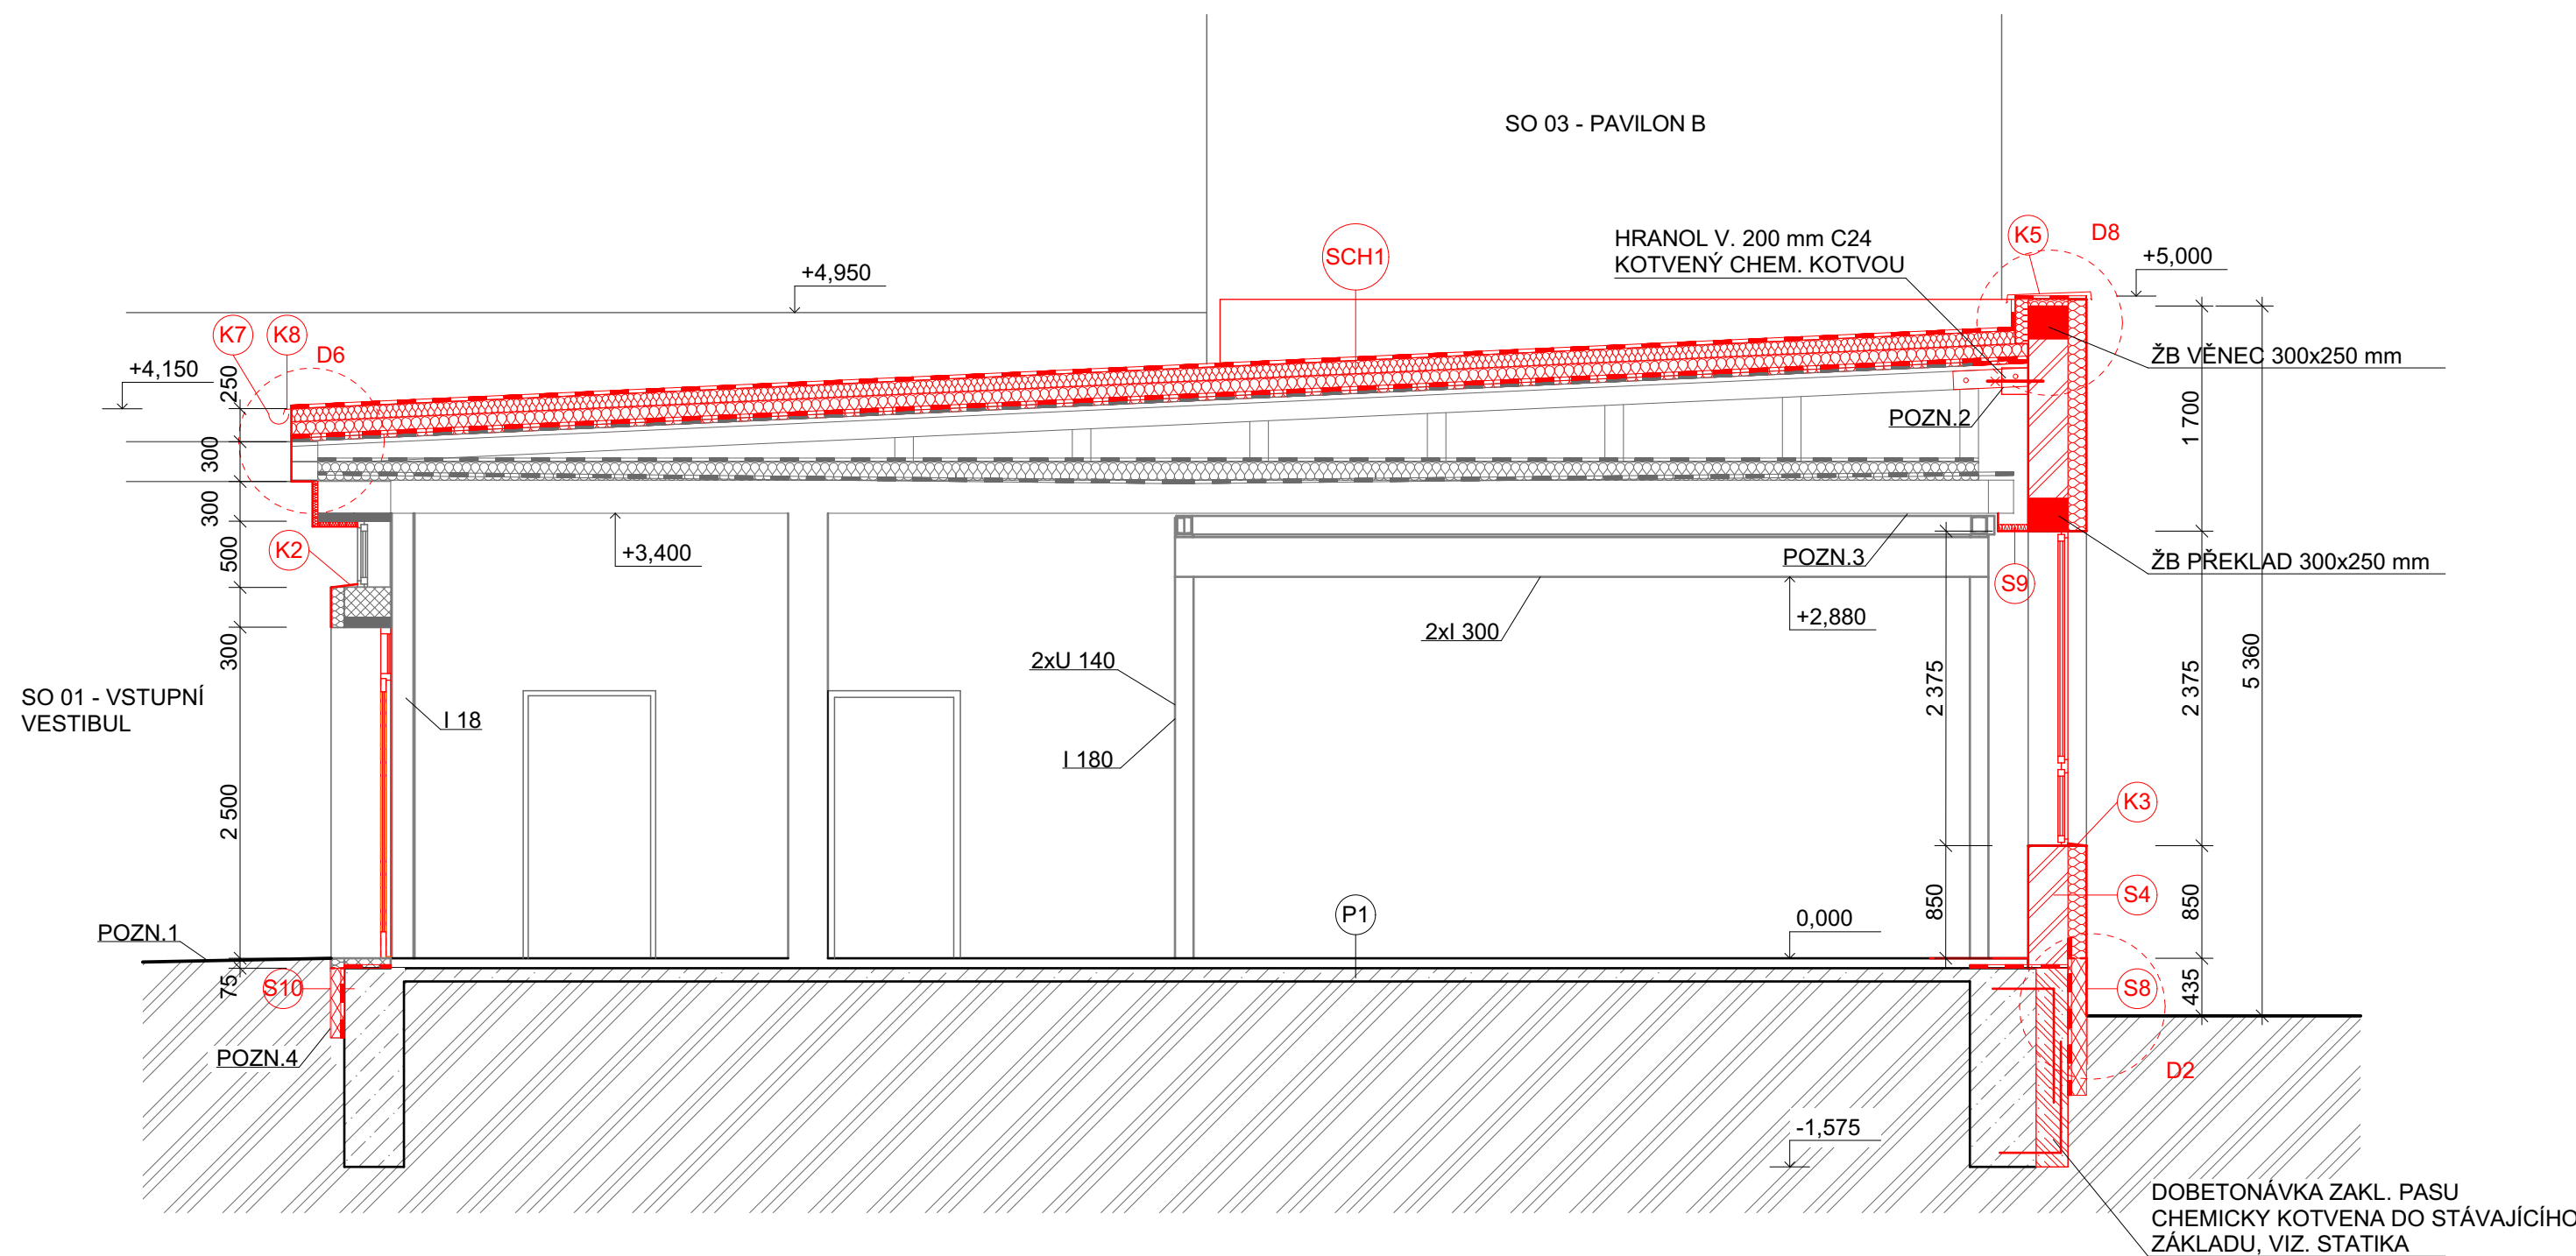 SO 03 - PAVILON B
HRANOL V. 200 mm C24
KOTVENÝ CHEM. KOTVOU
K5
D8
+5,000
SCH1
+4,950
K7
K8
D6
+4,150
250
300
300
500
300
2 500
75
K2
ŽB VĚNEC 300x250 mm
POZN.2
1 700
+3,400
POZN.3
S9
ŽB PŘEKLAD 300x250 mm
+2,880
2xI 300
2xU 140
I 180
I 18
SO 01 - VSTUPNÍ
VESTIBUL
2 375
2 375
5 360
K3
S4
850
850
P1
0,000
POZN.1
S10
S8
435
POZN.4
D2
-1,575
DOBETONÁVKA ZAKL. PASU
CHEMICKY KOTVENA DO STÁVAJÍCÍHO
ZÁKLADU, VIZ. STATIKA